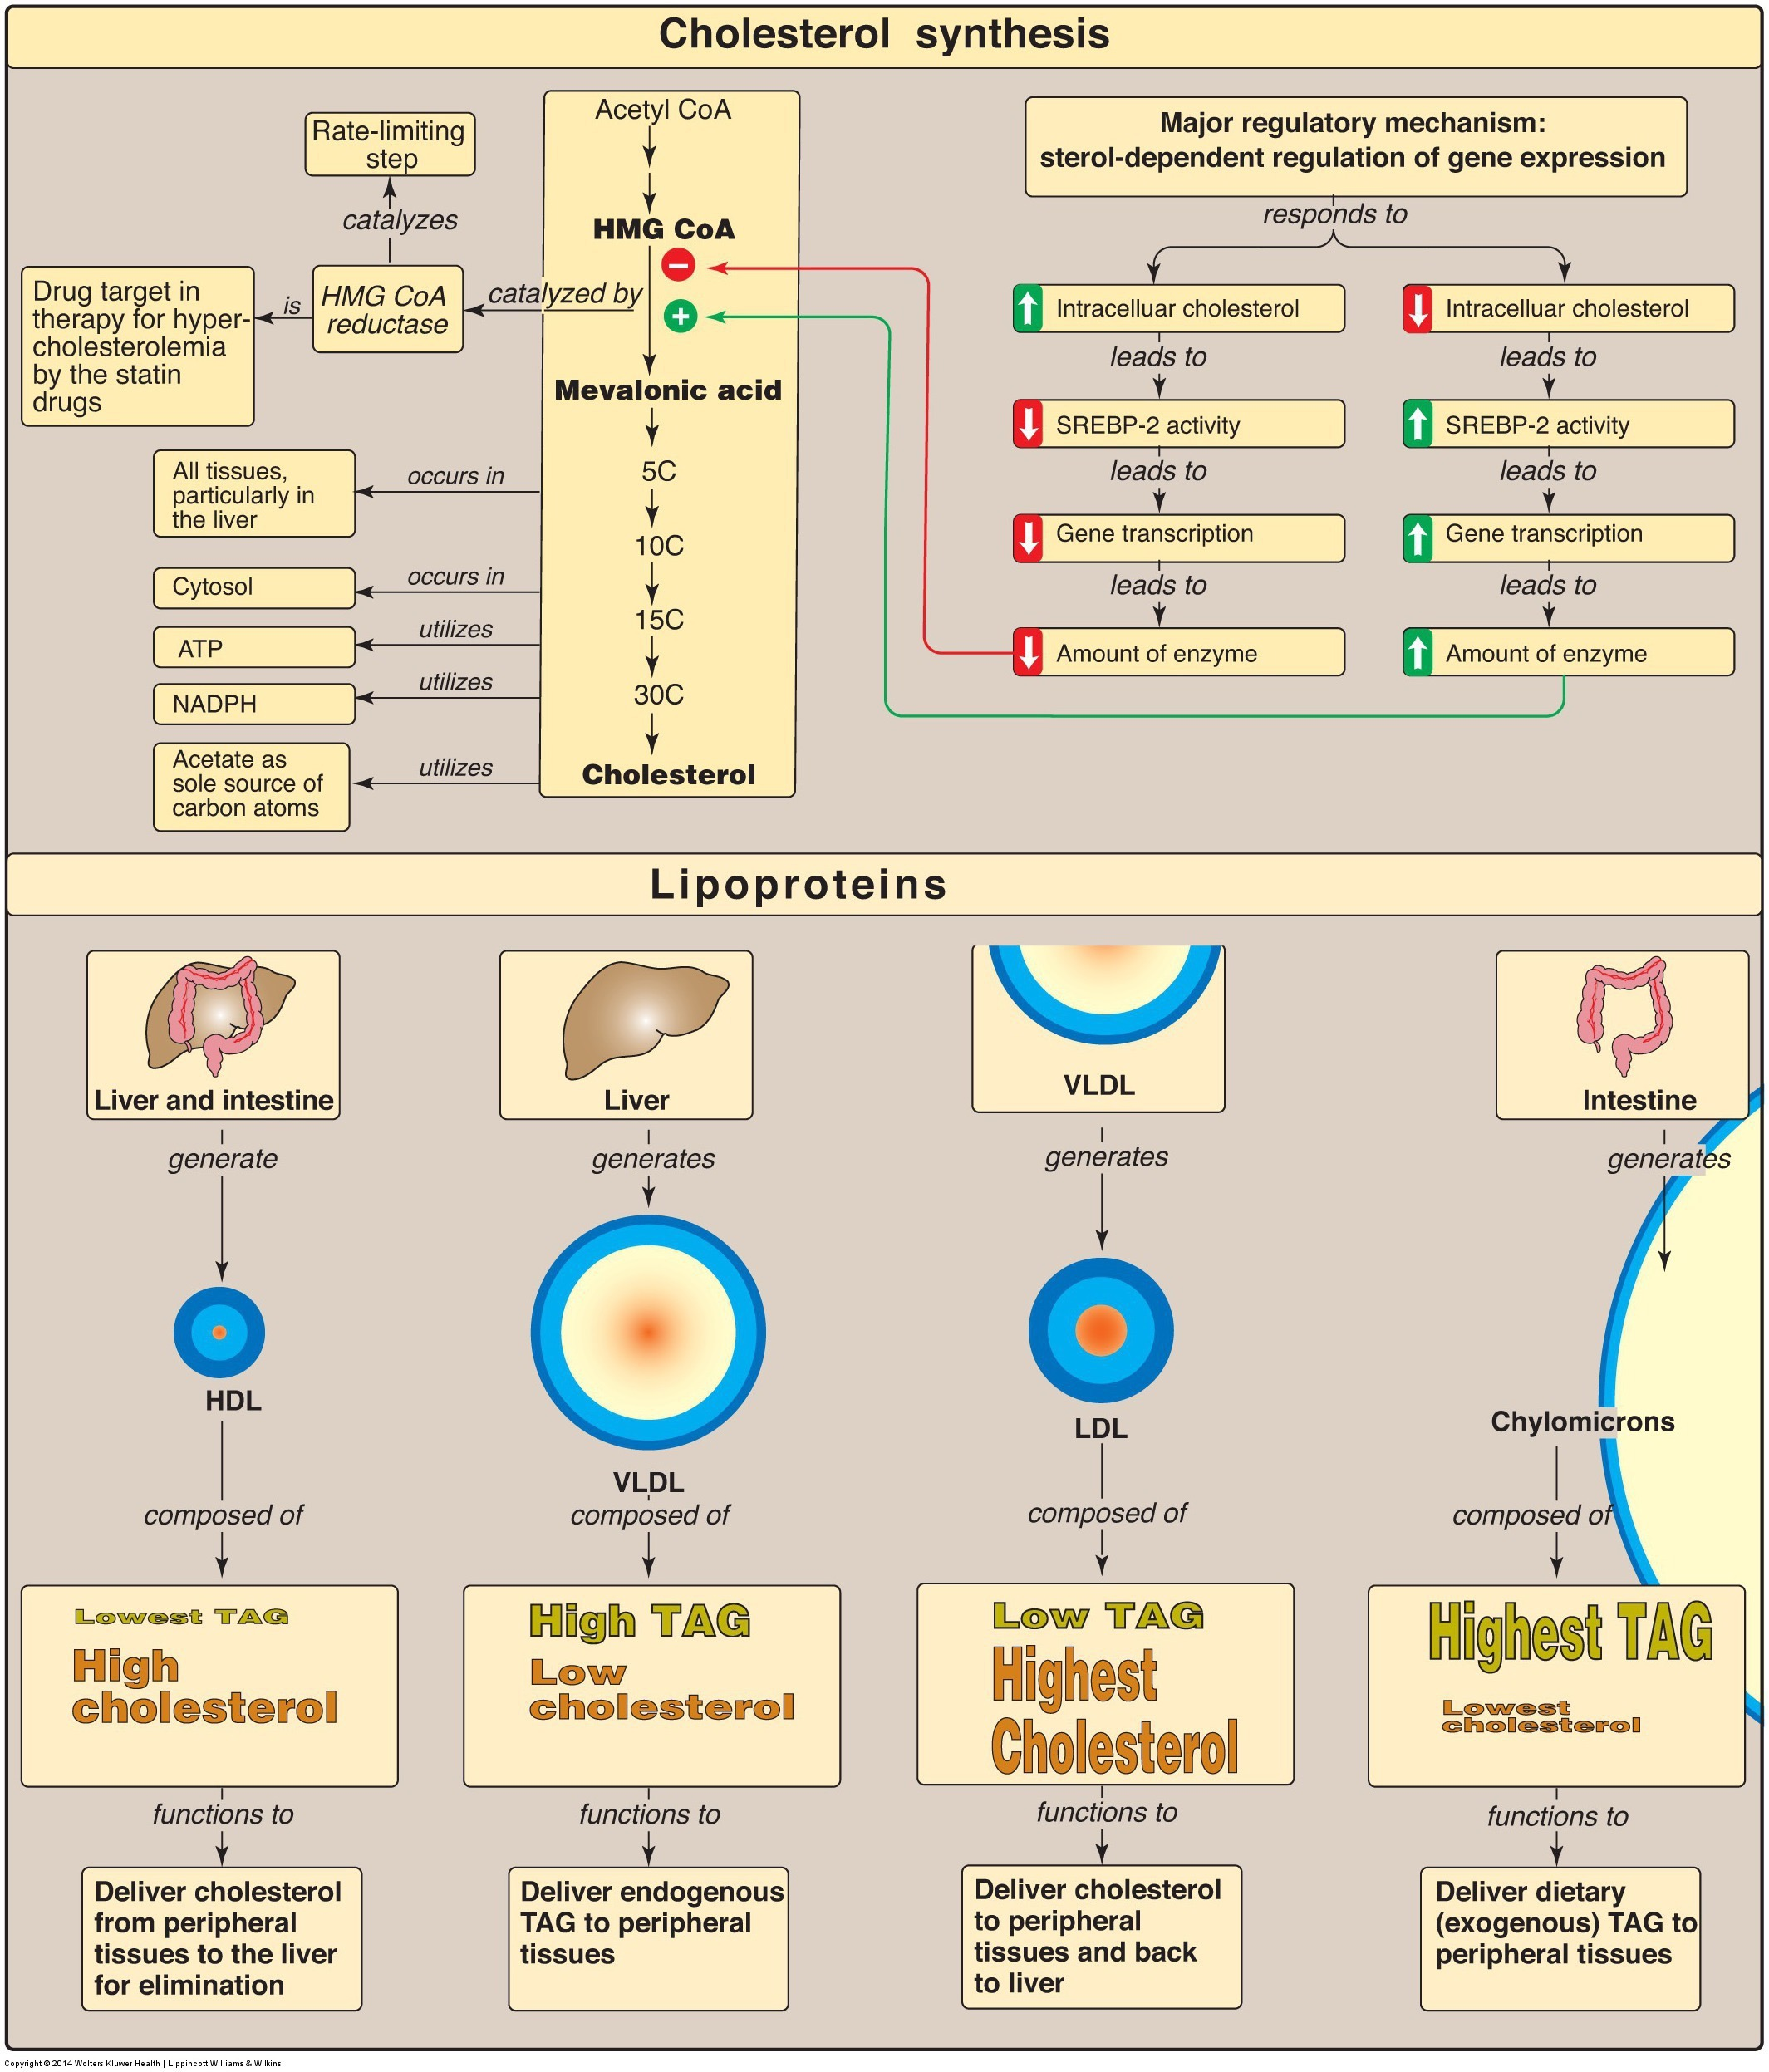 Cholesterol synthesis
Acetyl CoA
HMG CoA
Mevalonic acid
5C
10C
15C
30C
Cholesterol
Rate-limiting
step
catalyzes
HMG CoA
reductase
catalyzed by
is
Drug target in
therapy for hyper-
cholesterolemia
by the statin
drugs
All tissues,
particularly in
the liver
occurs in
Cytosol
occurs in
ATP
utilizes
NADPH
utilizes
Acetate as
sole source of
carbon atoms
utilizes
Major regulatory mechanism:
sterol-dependent regulation of gene expression
responds to
Intracelluar cholesterol
leads to
SREBP-2 activity
leads to
Gene transcription
leads to
Amount of enzyme
Intracelluar cholesterol
leads to
SREBP-2 activity
leads to
Gene transcription
leads to
Amount of enzyme
Lipoproteins
Liver and intestine
generate
HDL
composed of
Lowest TAG
High
cholesterol
functions to
Deliver cholesterol
from peripheral
tissues to the liver
for elimination
Liver
generates
VLDL
composed of
High TAG
Low
cholesterol
functions to
Deliver endogenous
TAG to peripheral
tissues
VLDL
generates
LDL
composed of
Low TAG
Highest
Cholesterol
functions to
Deliver cholesterol
to peripheral
tissues and back
to liver
Intestine
generates
Chylomicrons
composed of
Highest TAG
Lowest
cholesterol
functions to
Deliver dietary
(exogenous) TAG to
peripheral tissues
Copyright © 2014 Wolters Kluwer Health | Lippincott Williams & Wilkins